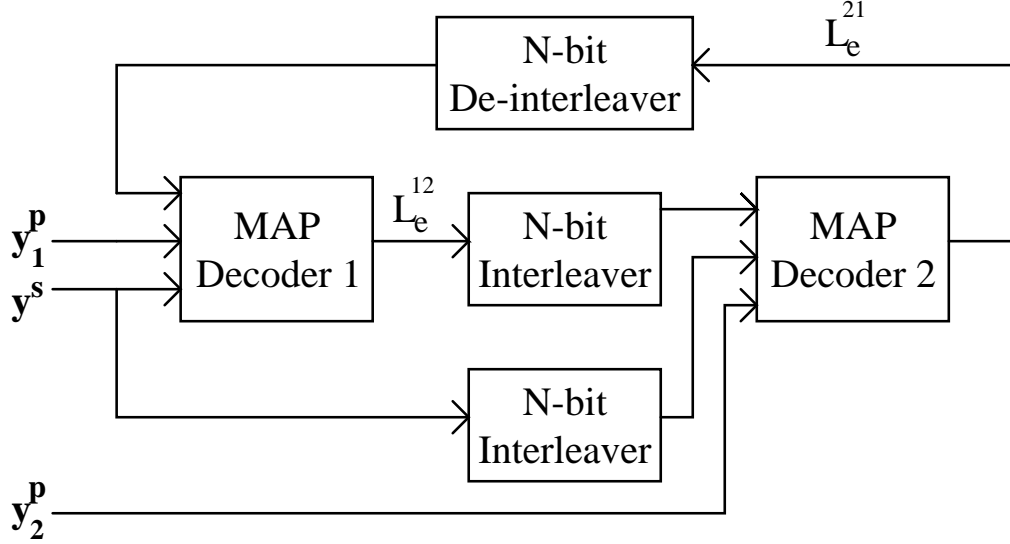 L_e^21
N-bit
De-interleaver
y_1^p
y^s
MAP
Decoder 1
L_e^12
N-bit
Interleaver
MAP
Decoder 2
N-bit
Interleaver
y_2^p